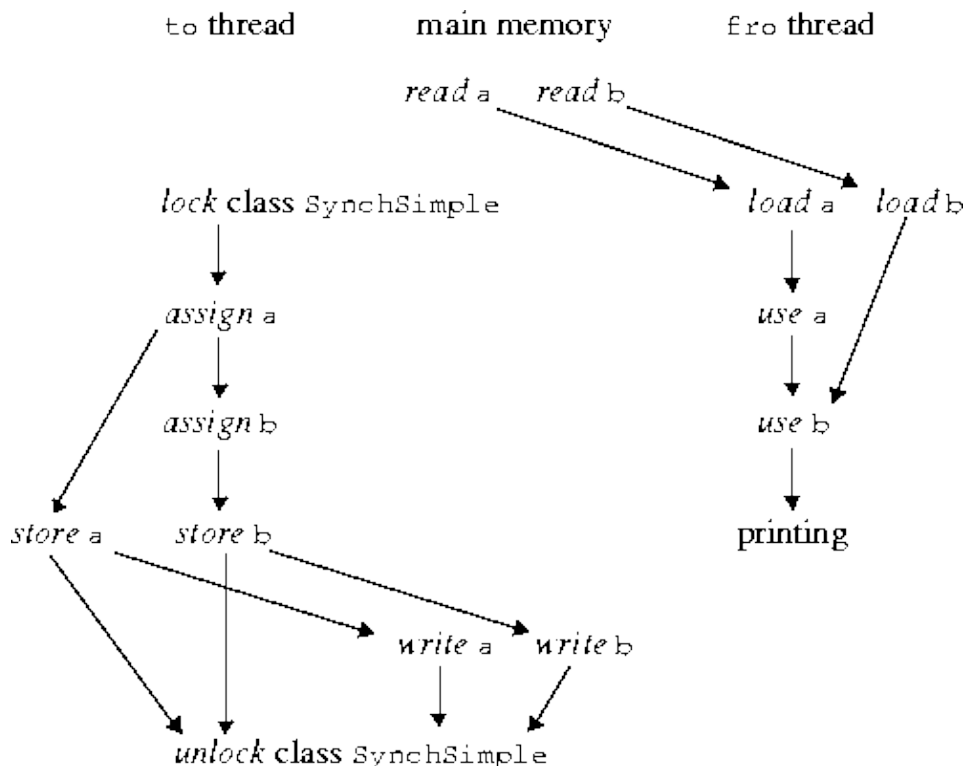 to thread main memory fro thread
read a read b
lock class SynchSimple load a load b
assign a use a
assign b use b
store a store b printing
write a write b
unlock class SynchSimple